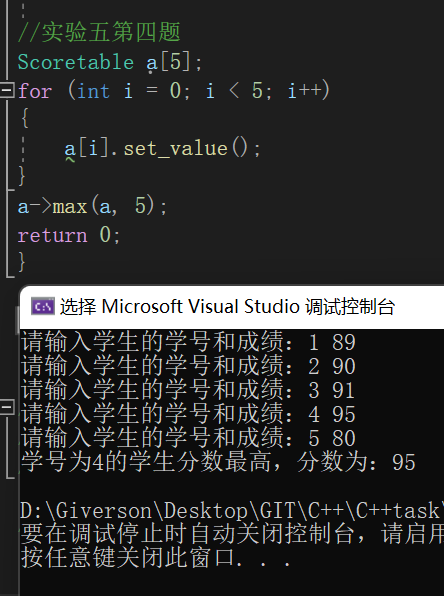 //实验五第四题
Scoretable a[5];
for (int i = 0; i < 5; i++)
{
a[i].set_value();
}
a->max(a, 5);
return 0;
}
C:\ 选择 Microsoft Visual Studio 调试控制台
请输入学生的学号和成绩：1 89
请输入学生的学号和成绩：2 90
请输入学生的学号和成绩：3 91
请输入学生的学号和成绩：4 95
请输入学生的学号和成绩：5 80
学号为4的学生分数最高，分数为：95
D:\Giverson\Desktop\GIT\C++\C++task\
要在调试停止时自动关闭控制台，请启用
按任意键关闭此窗口. . .